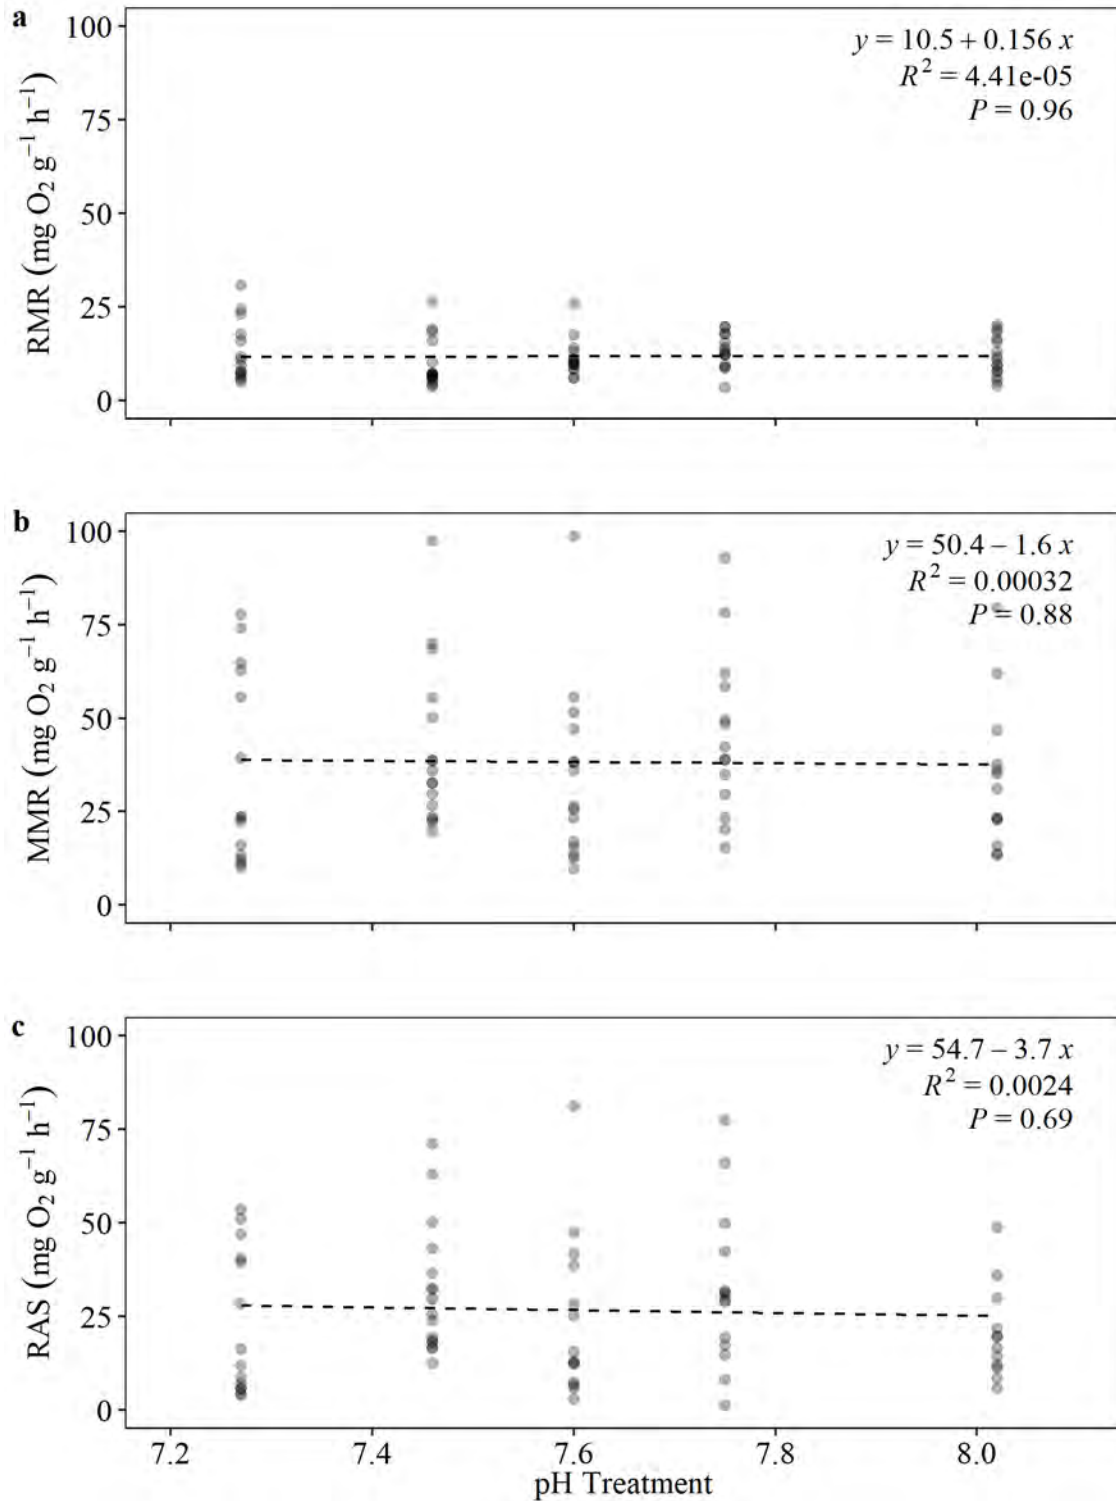 a
y = 10.5 + 0.156 x
R² = 4.41e-05
P = 0.96
RMR (mg O₂ g⁻¹ h⁻¹)
100
75
50
25
0
b
y = 50.4 – 1.6 x
R² = 0.00032
P = 0.88
MMR (mg O₂ g⁻¹ h⁻¹)
100
75
50
25
0
c
y = 54.7 – 3.7 x
R² = 0.0024
P = 0.69
RAS (mg O₂ g⁻¹ h⁻¹)
100
75
50
25
0
7.2 7.4 7.6 7.8 8.0
pH Treatment